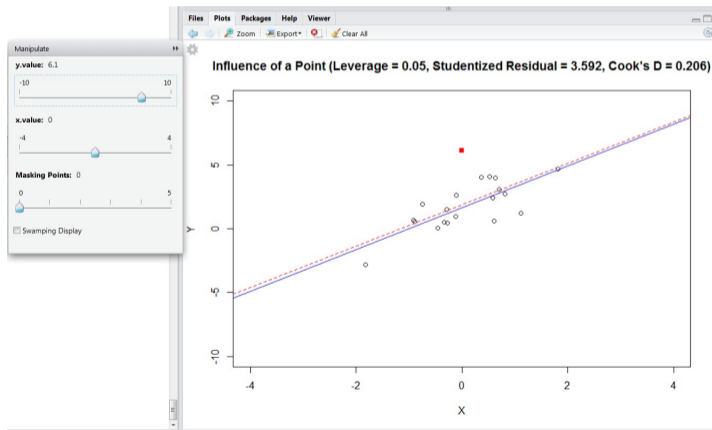 Files Plots Packages Help Viewer
Zoom Export Clear All
Manipulate
y.value: 6.1
-10 10
x.value: 0
-4 4
Masking Points: 0
0 5
Swamping Display
Influence of a Point (Leverage = 0.05, Studentized Residual = 3.592, Cook's D = 0.206)
10
5
0
-5
-10
Y
-4 -2 0 2 4
X